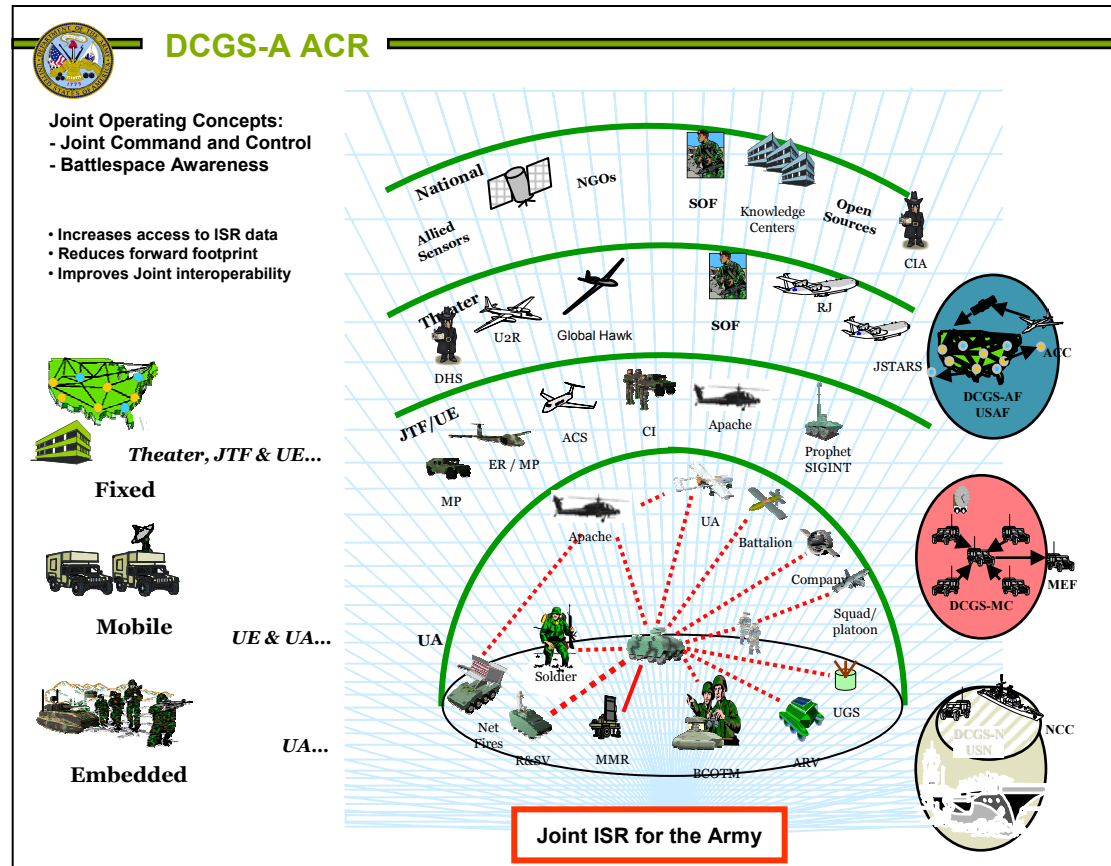 DCGS-A ACR
Joint Operating Concepts:
- Joint Command and Control
- Battlespace Awareness
• Increases access to ISR data
• Reduces forward footprint
• Improves Joint interoperability
Theater, JTF & UE...
Fixed
Mobile
UE & UA...
UA...
Embedded
National
NGOs
SOF
Knowledge
Centers
Open
Sources
CIA
Allied
Sensors
Theater
DHS
U2R
Global Hawk
SOF
RJ
JSTARS
JTF/UE
MP
ER / MP
ACS
CI
Apache
Prophet
SIGINT
UA
Apache
UA
Battalion
Company
Squad/
platoon
Soldier
Net
Fires
R&SV
MMR
BCOTM
ARV
UGS
ACC
DCGS-AF
USAF
DCGS-MC
MEF
DCGS-N
USN
NCC
Joint ISR for the Army